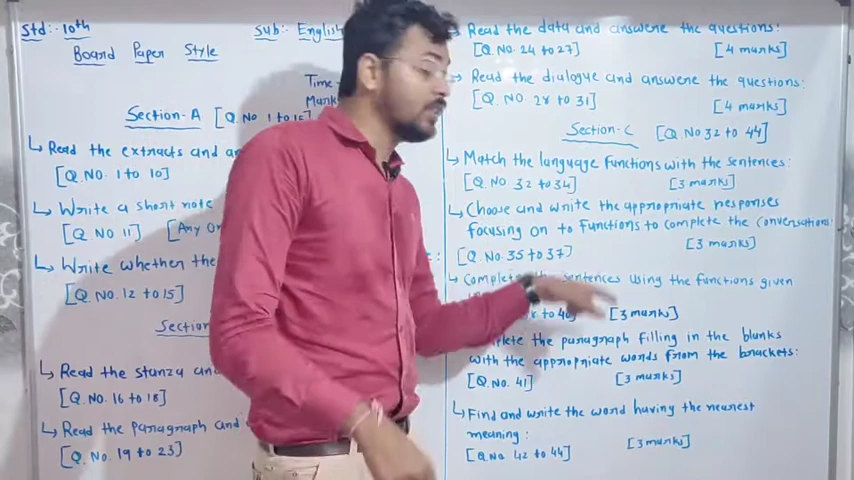 Std:- 10th
Sub:- English
Board Paper Style
Time
Marks
Section-A [Q.No. 1 to 15]
Read the extracts and
[Q.No. 1 to 10]
Write a short note
[Q.No 11] [Any
Write whether the
[Q.No. 12 to 15]
Section
Read the Stanza and
[Q.No. 16 to 18]
Read the Paragraph and
[Q.No. 19 to 23]
Read the data and answere the questions:
[Q.No. 24 to 27] [4 marks]
Read the dialogue and answere the questions:
[Q.No. 28 to 31] [4 marks]
Section-C [Q.No 32 to 44]
Match the language Functions with the Sentences:
[Q.No. 32 to 34] [3 marks]
Choose and write the appropriate responses
focusing on to Functions to complete the Conversations:
[Q.No. 35 to 37] [3 marks]
Complete the sentences using the functions given
to 40] [3 marks]
the paragraph filling in the blanks
with the appropriate words from the brackets:
[Q.No. 41] [3 marks]
Find and write the word having the nearest
meaning:
[Q.No. 42 to 44] [3 marks]